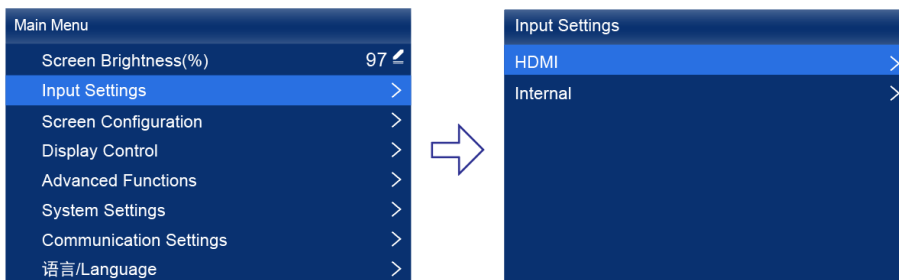 Main Menu
Screen Brightness(%) 97
Input Settings
Screen Configuration
Display Control
Advanced Functions
System Settings
Communication Settings
语言/Language
Input Settings
HDMI
Internal